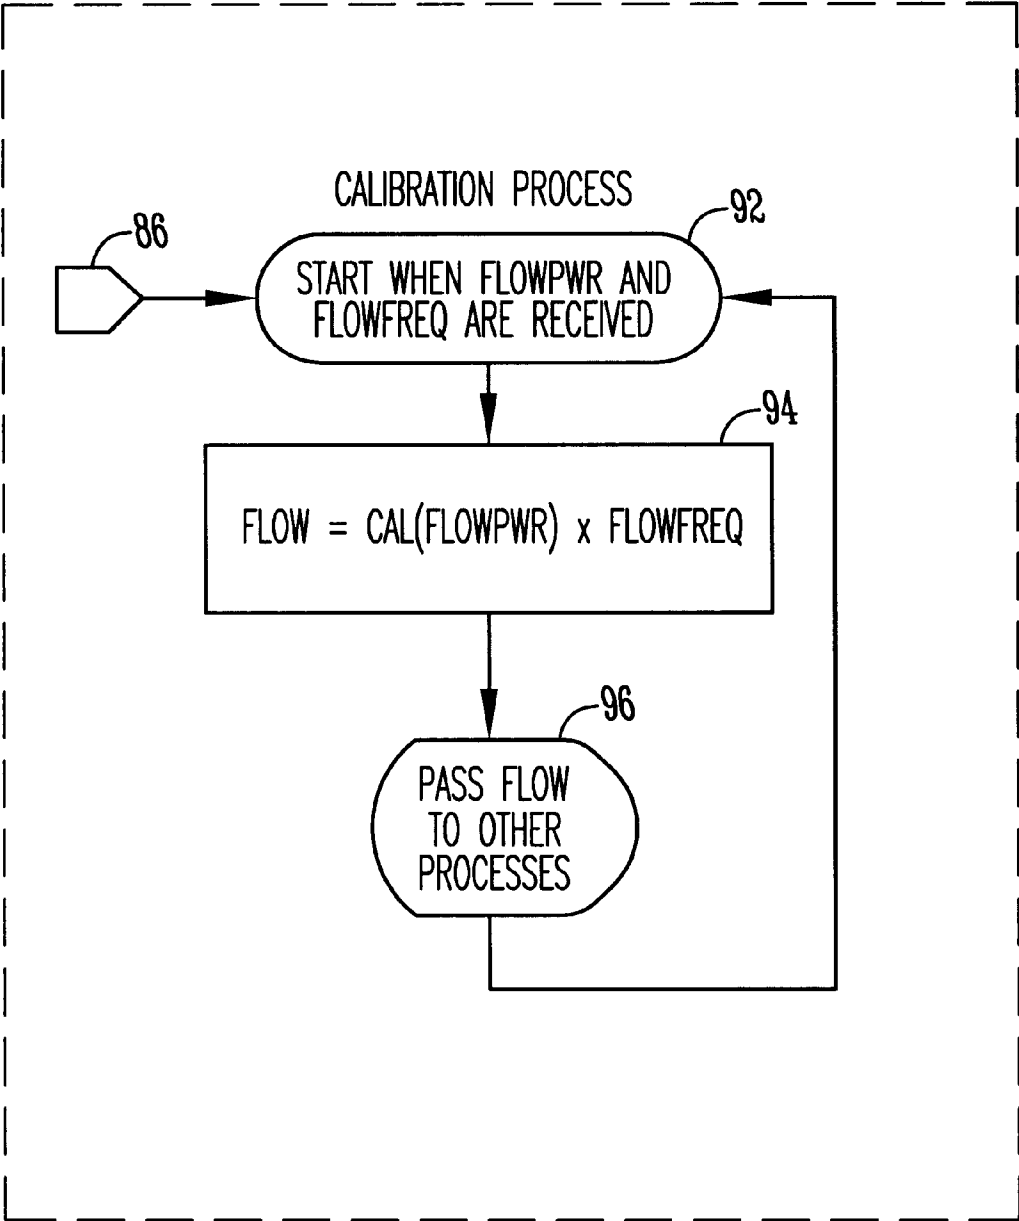 CALIBRATION PROCESS
92
86
START WHEN FLOWPWR AND
FLOWFREQ ARE RECEIVED
94
FLOW = CAL(FLOWPWR) x FLOWFREQ
96
PASS FLOW
TO OTHER
PROCESSES